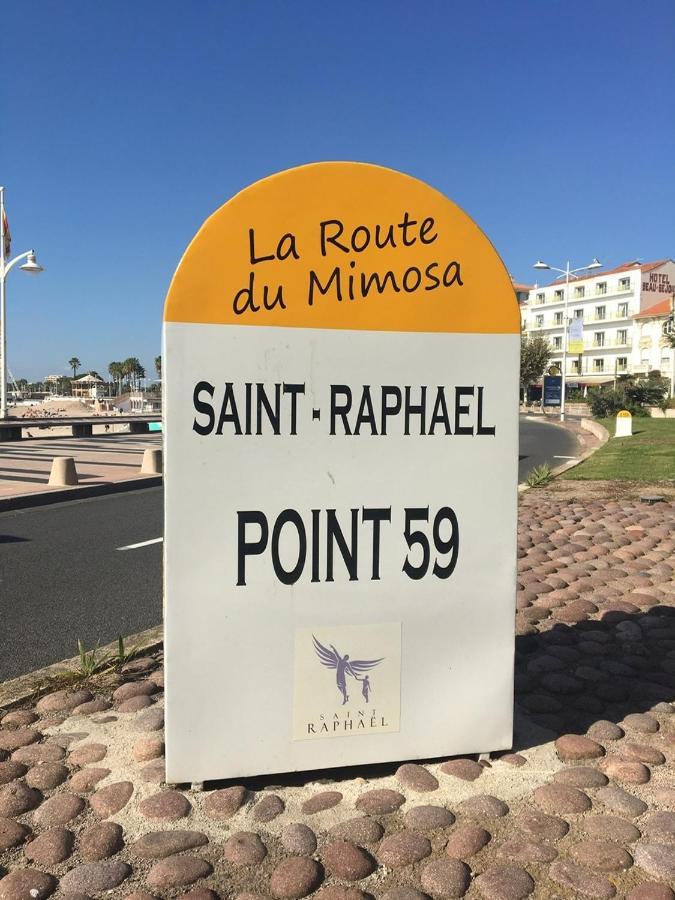 La Route
du Mimosa
SAINT-RAPHAEL
POINT 59
SAINT
RAPHAËL
HOTEL
BEAU-SEJOUR